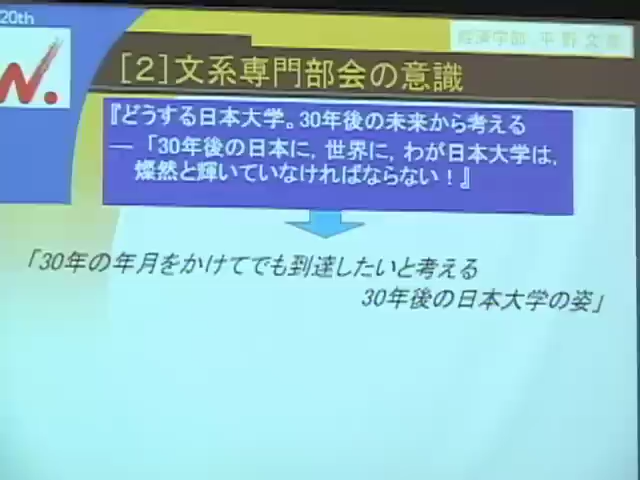 20th
経済学部 平野文
N.
[2]文系専門部会の意識
『どうする日本大学。30年後の未来から考える
― 「30年後の日本に, 世界に, わが日本大学は,
燦然と輝いていなければならない！』
「30年の年月をかけてでも到達したいと考える
30年後の日本大学の姿」